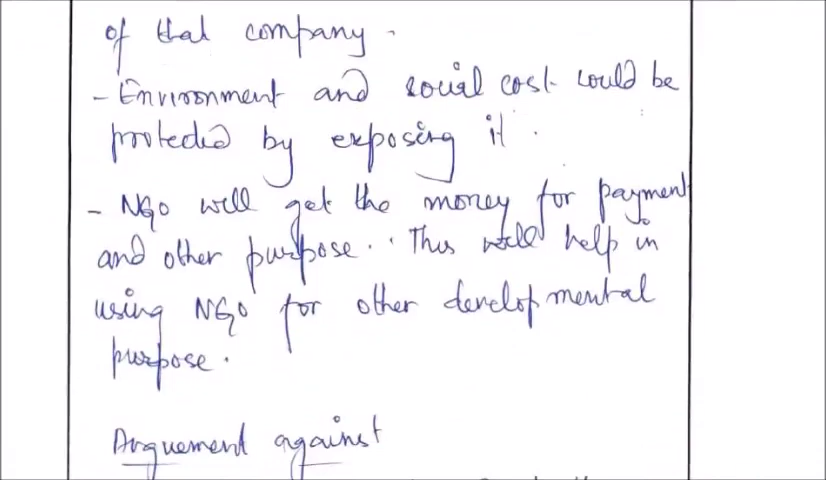 of that company.
- Environment and social cost could be
protected by exposing it.
- NGO will get the money for payment
and other purpose. This will help in
using NGO for other developmental
purpose.
Arguement against